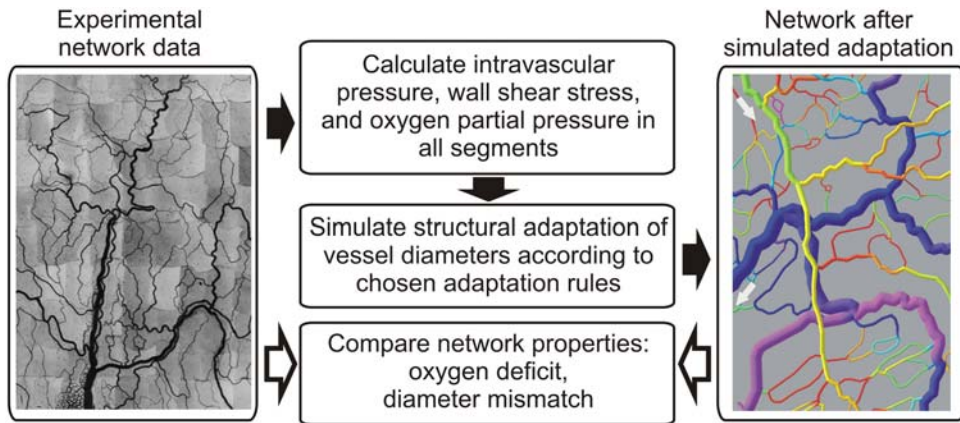 Experimental
network data
Calculate intravascular
pressure, wall shear stress,
and oxygen partial pressure in
all segments
Simulate structural adaptation of
vessel diameters according to
chosen adaptation rules
Compare network properties:
oxygen deficit,
diameter mismatch
Network after
simulated adaptation